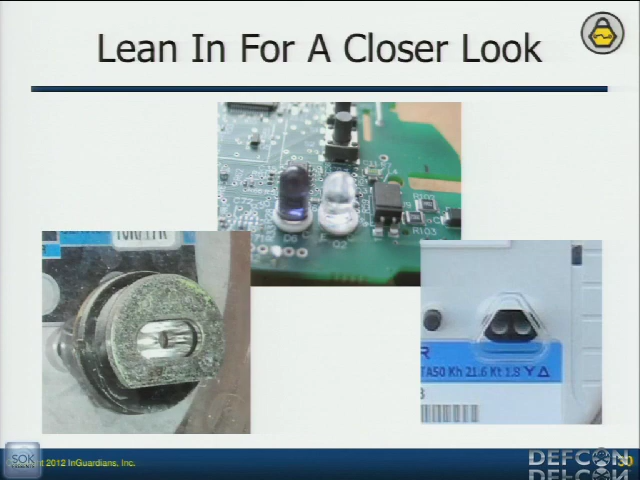 Lean In For A Closer Look
D6
Q2
R103
TA50 Kh 21.6 Kt 1.8 Y Δ
SOK
2012 InGuardians, Inc.
DEFCON
30